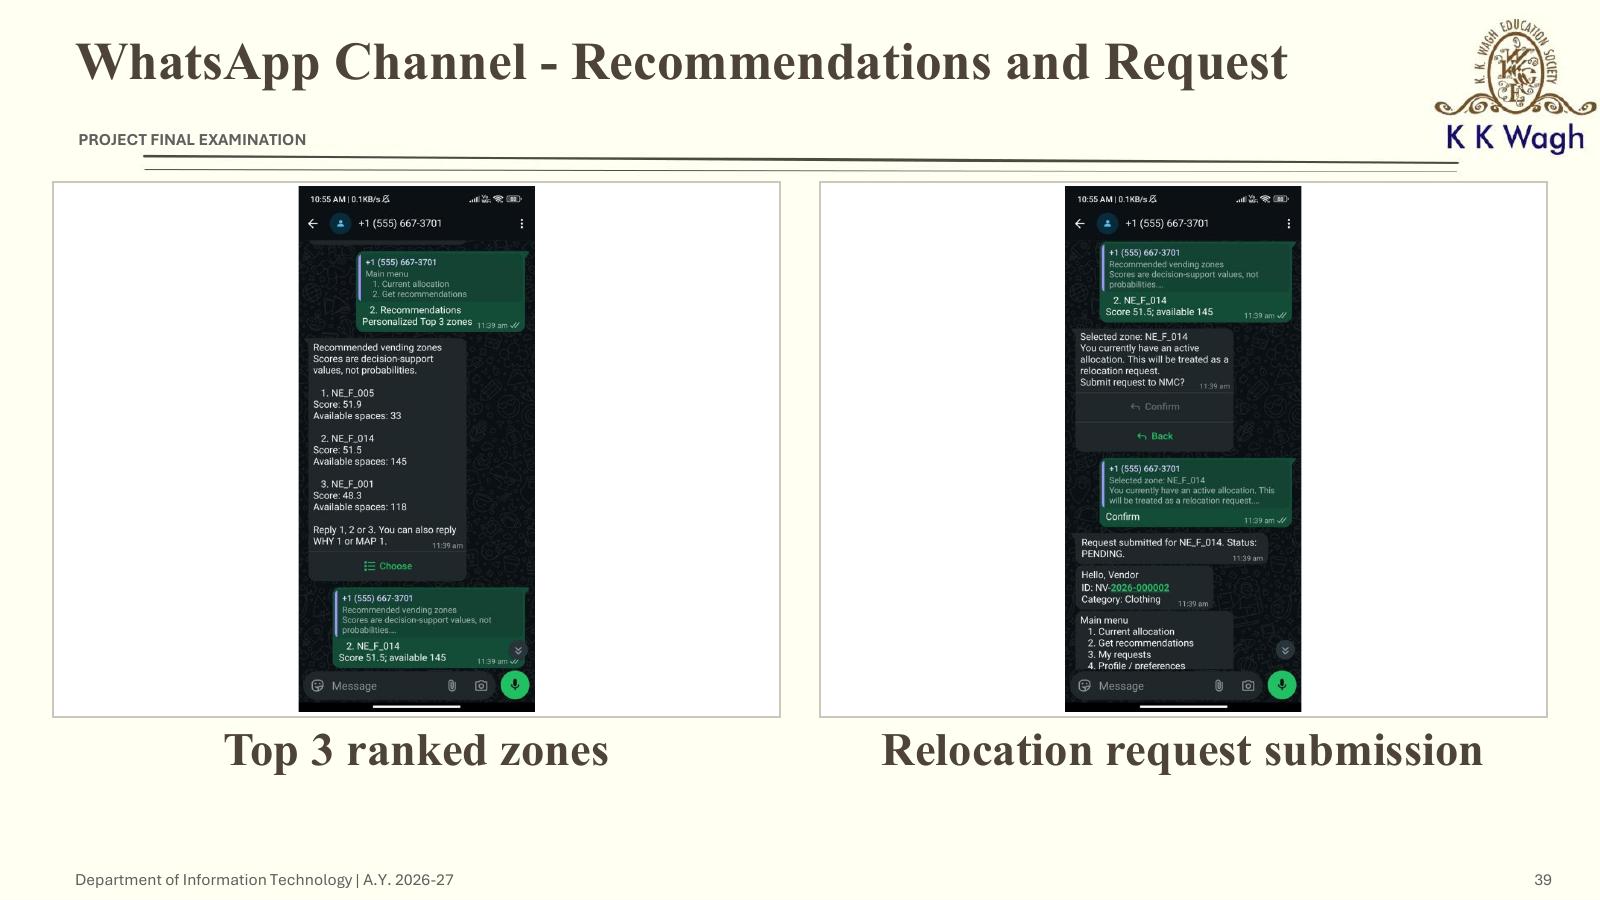 WhatsApp Channel - Recommendations and Request
K. K. WAGH EDUCATION SOCIETY
K K Wagh
PROJECT FINAL EXAMINATION
10:55 AM | 0.1KB/s
+1 (555) 667-3701
+1 (555) 667-3701
Main menu
1. Current allocation
2. Get recommendations
2. Recommendations
Personalized Top 3 zones
11:39 am
Recommended vending zones
Scores are decision-support
values, not probabilities.
1. NE_F_005
Score: 51.9
Available spaces: 33
2. NE_F_014
Score: 51.5
Available spaces: 145
3. NE_F_001
Score: 48.3
Available spaces: 118
Reply 1, 2 or 3. You can also reply
WHY 1 or MAP 1.
11:39 am
Choose
+1 (555) 667-3701
Recommended vending zones
Scores are decision-support values, not
probabilities....
2. NE_F_014
Score 51.5; available 145
11:39 am
Message
10:55 AM | 0.1KB/s
+1 (555) 667-3701
+1 (555) 667-3701
Recommended vending zones
Scores are decision-support values, not
probabilities....
2. NE_F_014
Score 51.5; available 145
11:39 am
Selected zone: NE_F_014
You currently have an active
allocation. This will be treated as a
relocation request.
Submit request to NMC?
11:39 am
Confirm
Back
+1 (555) 667-3701
Selected zone: NE_F_014
You currently have an active allocation. This
will be treated as a relocation request....
Confirm
11:39 am
Request submitted for NE_F_014. Status:
PENDING.
11:39 am
Hello, Vendor
ID: NV-2026-000002
Category: Clothing
11:39 am
Main menu
1. Current allocation
2. Get recommendations
3. My requests
4. Profile / preferences
Message
Top 3 ranked zones
Relocation request submission
Department of Information Technology | A.Y. 2026-27
39